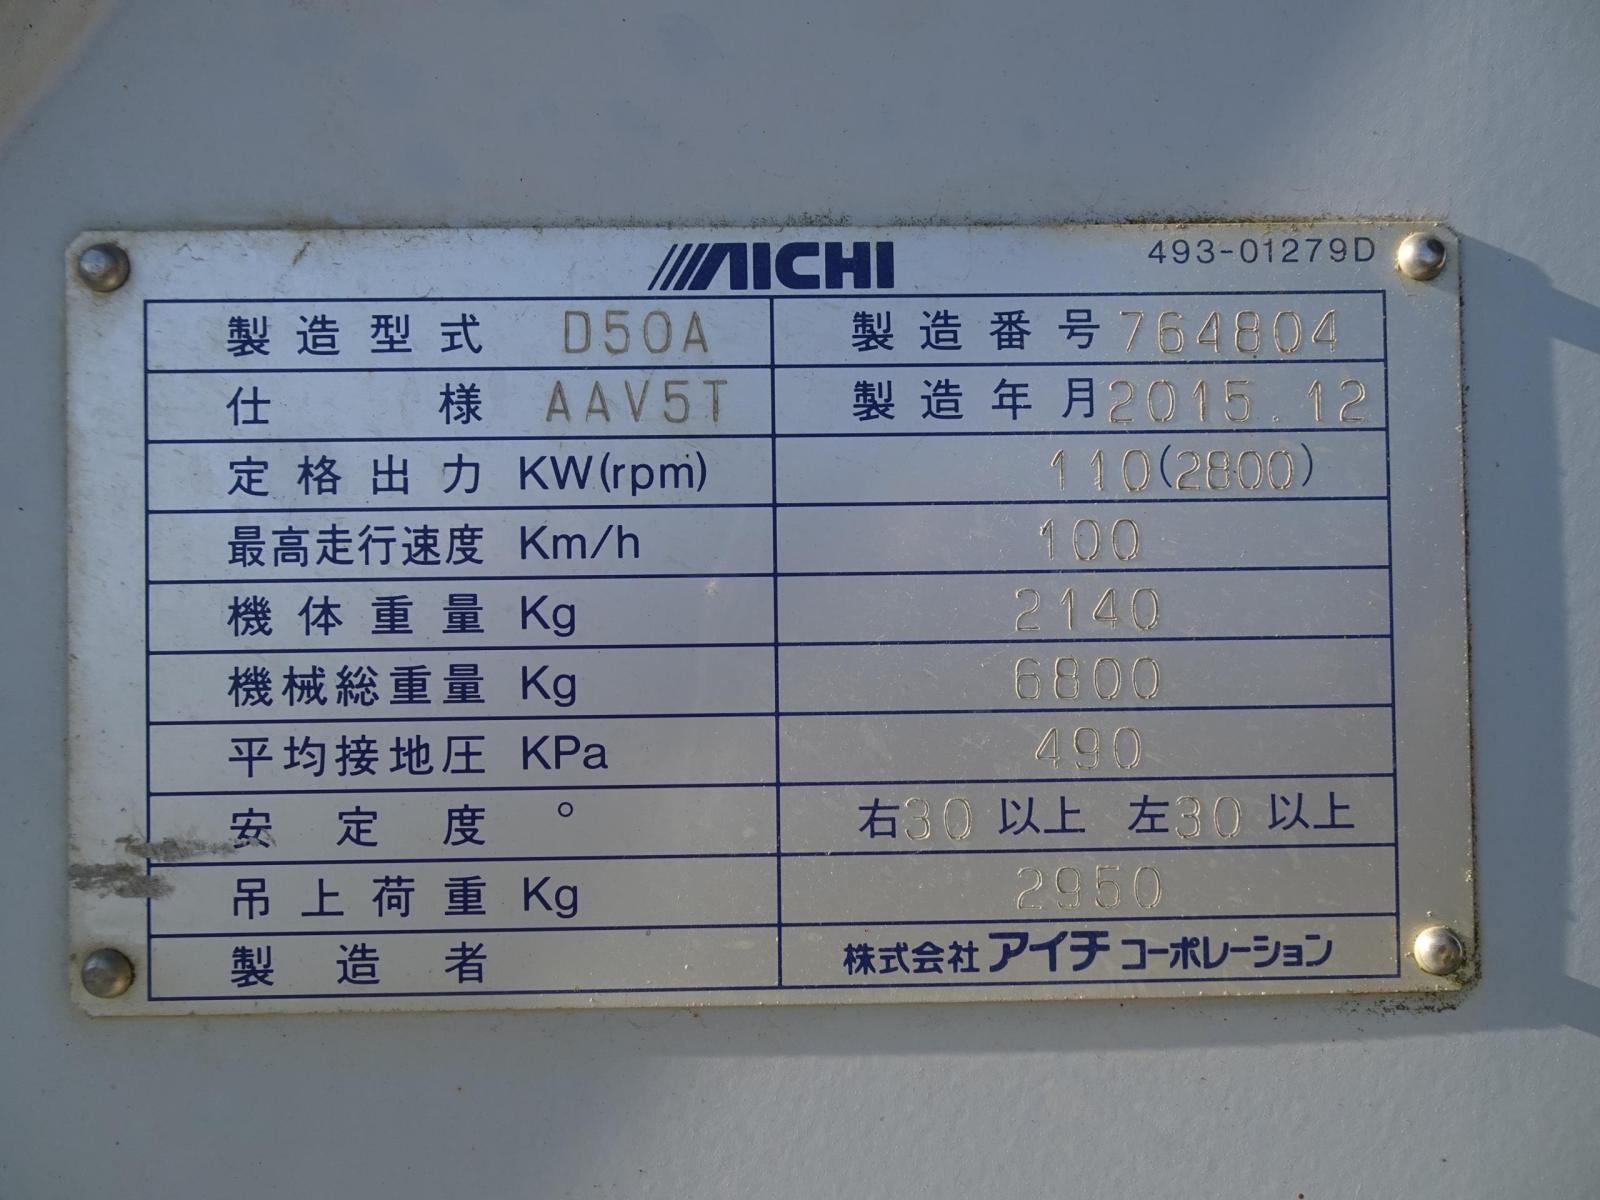 AICHI 493-01279D
製造型式 D50A 製造番号 764804
仕様 AAV5T 製造年月 2015.12
定格出力 KW(rpm) 110(2800)
最高走行速度 Km/h 100
機体重量 Kg 2140
機械総重量 Kg 6800
平均接地圧 KPa 490
安定度 ° 右30以上 左30以上
吊上荷重 Kg 2950
製造者 株式会社アイチコーポレーション